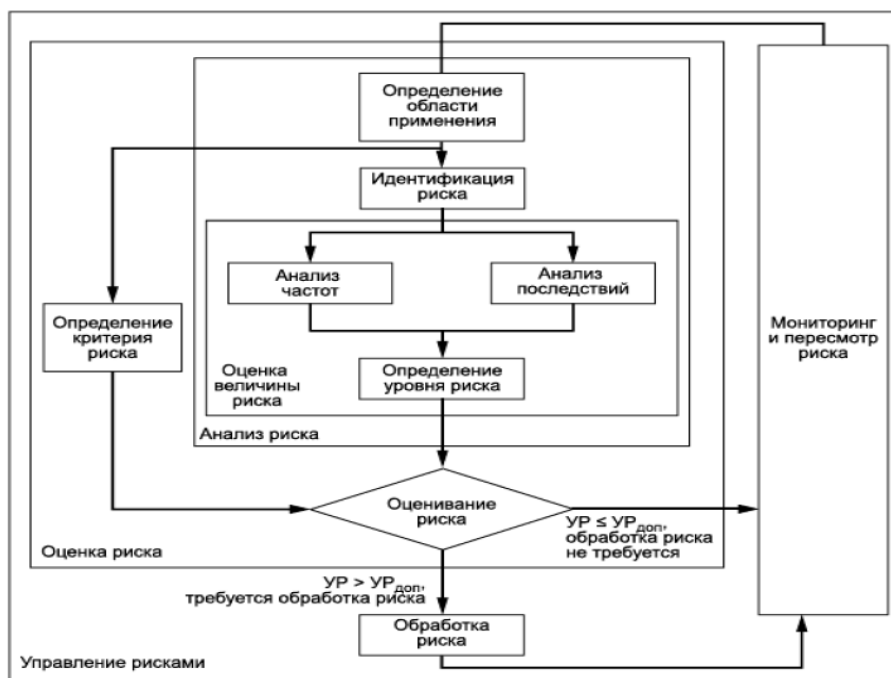 Определение
области
применения
Идентификация
риска
Анализ
частот
Анализ
последствий
Определение
критерия
риска
Мониторинг
и пересмотр
риска
Оценка
величины
риска
Определение
уровня риска
Анализ риска
Оценивание
риска
УР ≤ УРдоп,
обработка риска
не требуется
Оценка риска
УР > УРдоп,
требуется обработка риска
Обработка
риска
Управление рисками